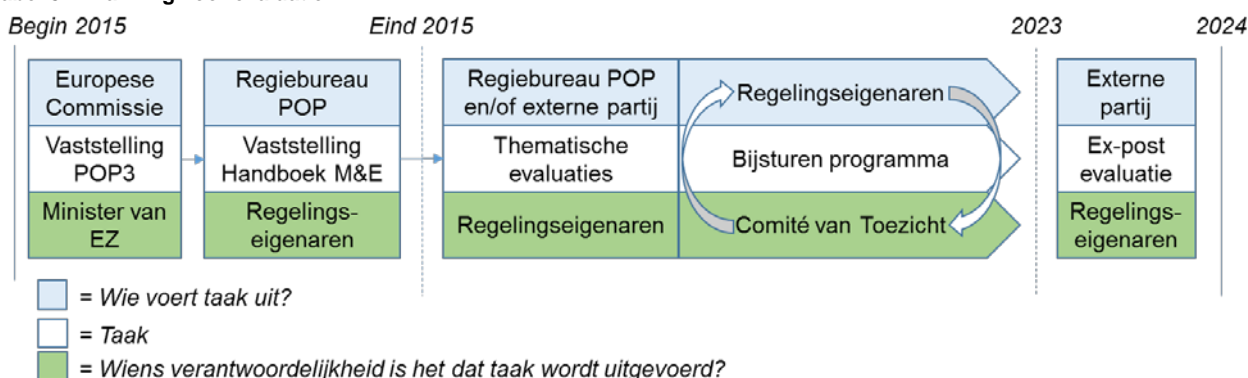 Begin 2015
Eind 2015
2023
2024
Europese
Commissie
Vaststelling
POP3
Minister van
EZ
Regiebureau
POP
Vaststelling
Handboek M&E
Regelings-
eigenaren
Regiebureau POP
en/of externe partij
Thematische
evaluaties
Regelingseigenaren
Regelingseigenaren
Bijsturen programma
Comité van Toezicht
Externe
partij
Ex-post
evaluatie
Regelings-
eigenaren
= Wie voert taak uit?
= Taak
= Wiens verantwoordelijkheid is het dat taak wordt uitgevoerd?